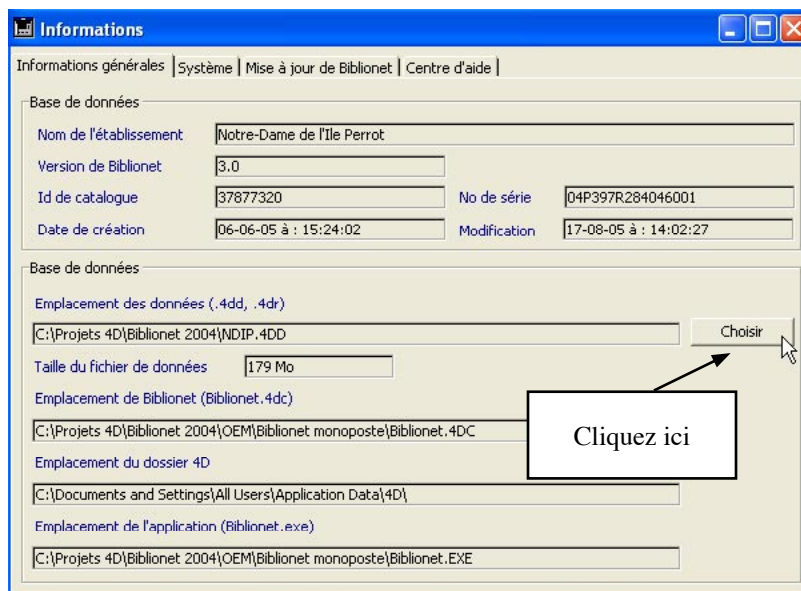 Informations
Informations générales Système Mise à jour de Biblionet Centre d'aide
Base de données
Nom de l'établissement Notre-Dame de l'Ile Perrot
Version de Biblionet 3.0
Id de catalogue 37877320 No de série 04P397R284046001
Date de création 06-06-05 à : 15:24:02 Modification 17-08-05 à : 14:02:27
Base de données
Emplacement des données (.4dd, .4dr)
C:\Projets 4D\Biblionet 2004\NDIP.4DD Choisir
Taille du fichier de données 179 Mo
Emplacement de Biblionet (Biblionet.4dc)
C:\Projets 4D\Biblionet 2004\OEM\Biblionet monoposte\Biblionet.4DC
Cliquez ici
Emplacement du dossier 4D
C:\Documents and Settings\All Users\Application Data\4D\
Emplacement de l'application (Biblionet.exe)
C:\Projets 4D\Biblionet 2004\OEM\Biblionet monoposte\Biblionet.EXE